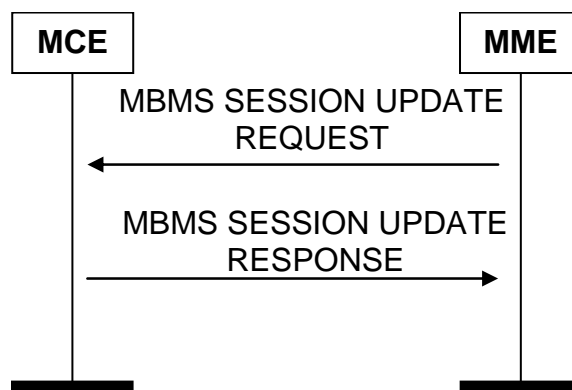 MCE
MME
MBMS SESSION UPDATE
REQUEST
MBMS SESSION UPDATE
RESPONSE